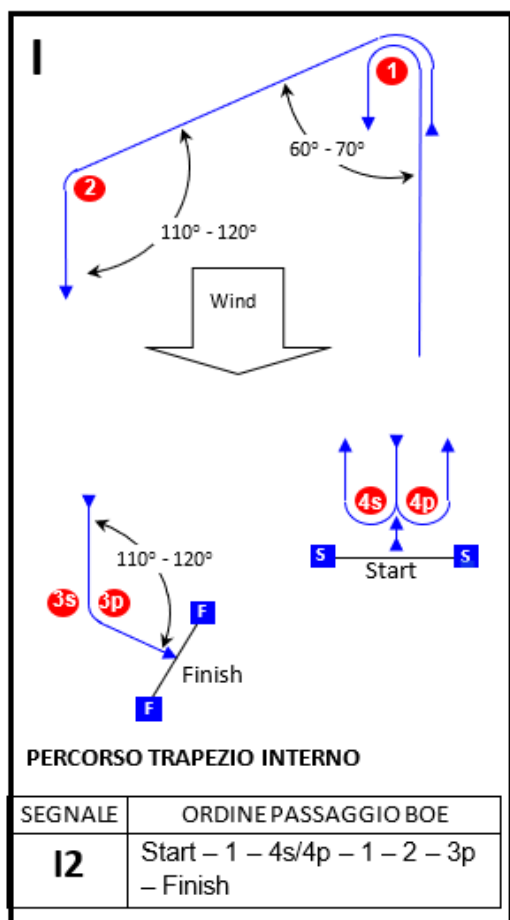 I
1
60° - 70°
2
110° - 120°
Wind
4s 4p
S S
Start
110° - 120°
3s 3p
F
Finish
F
PERCORSO TRAPEZIO INTERNO
SEGNALE ORDINE PASSAGGIO BOE
I2 Start – 1 – 4s/4p – 1 – 2 – 3p
– Finish